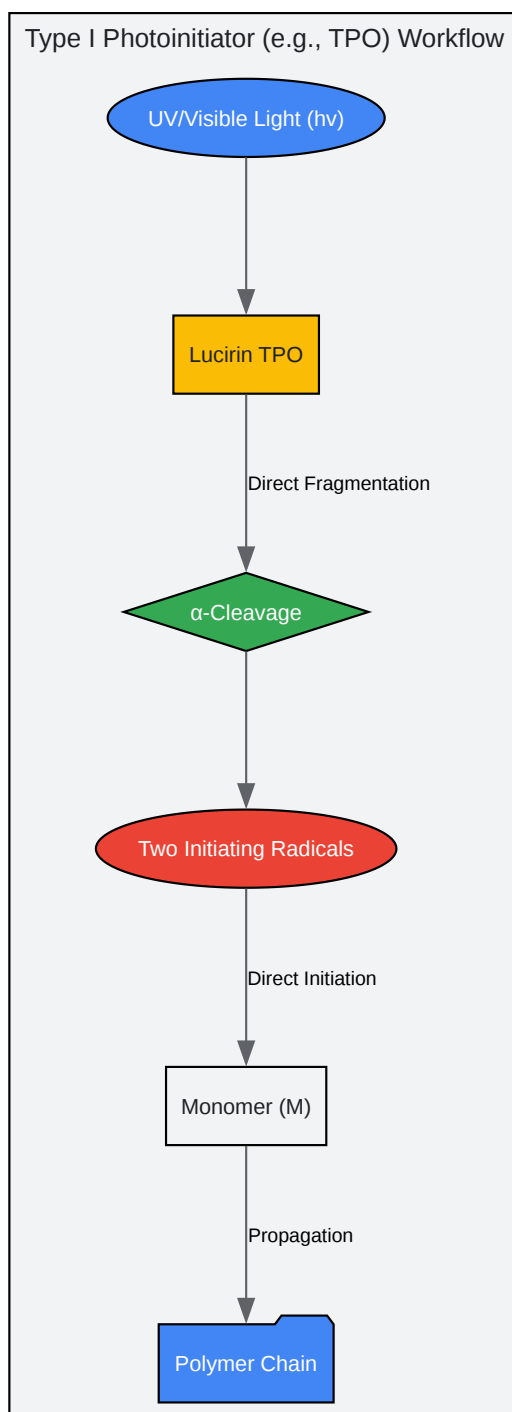 Type I Photoinitiator (e.g., TPO) Workflow
UV/Visible Light (hv)
Lucirin TPO
Direct Fragmentation
α-Cleavage
Two Initiating Radicals
Direct Initiation
Monomer (M)
Propagation
Polymer Chain